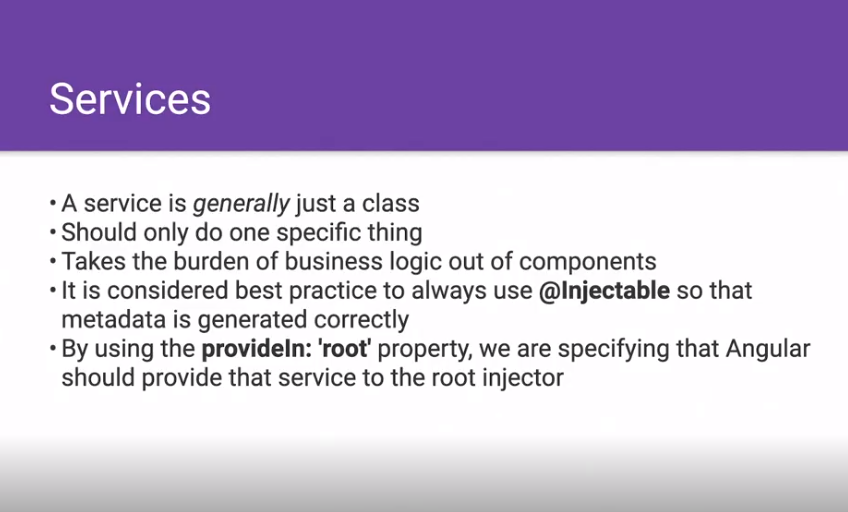 Services
• A service is generally just a class
• Should only do one specific thing
• Takes the burden of business logic out of components
• It is considered best practice to always use @Injectable so that
metadata is generated correctly
• By using the provideIn: 'root' property, we are specifying that Angular
should provide that service to the root injector